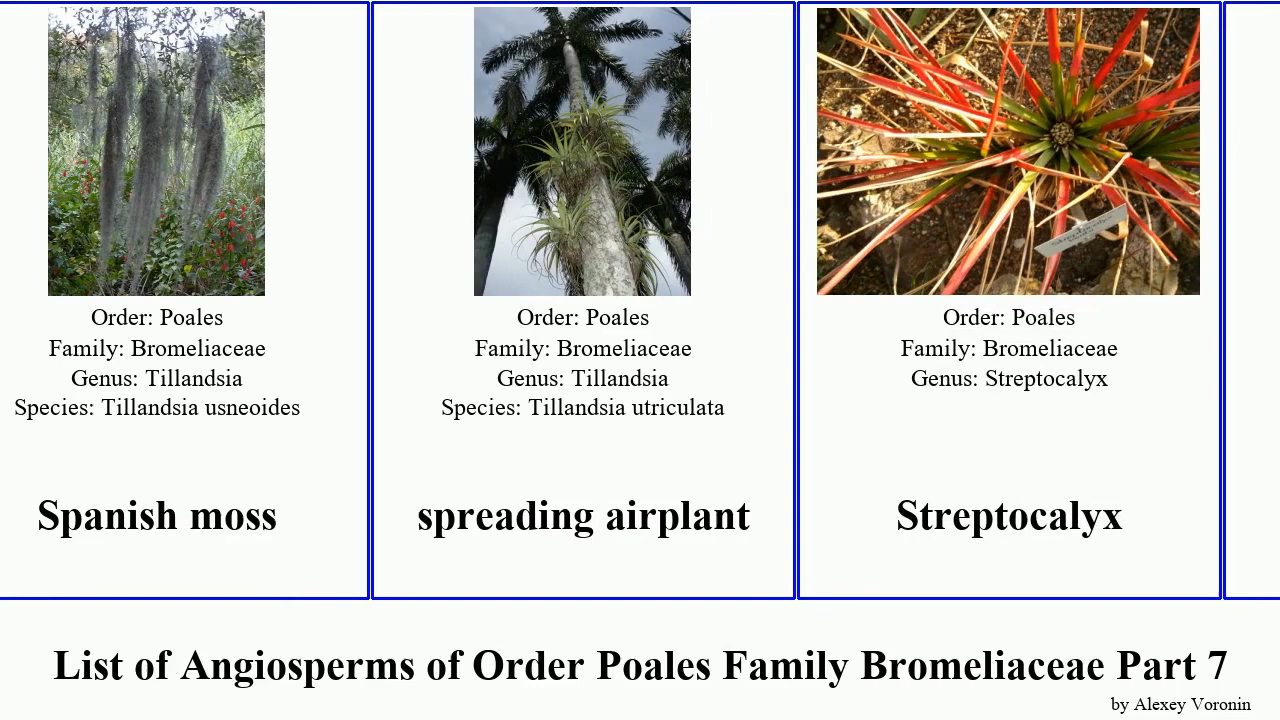 Order: Poales
Family: Bromeliaceae
Genus: Tillandsia
Species: Tillandsia usneoides
Spanish moss
Order: Poales
Family: Bromeliaceae
Genus: Tillandsia
Species: Tillandsia utriculata
spreading airplant
Order: Poales
Family: Bromeliaceae
Genus: Streptocalyx
Streptocalyx
List of Angiosperms of Order Poales Family Bromeliaceae Part 7
by Alexey Voronin